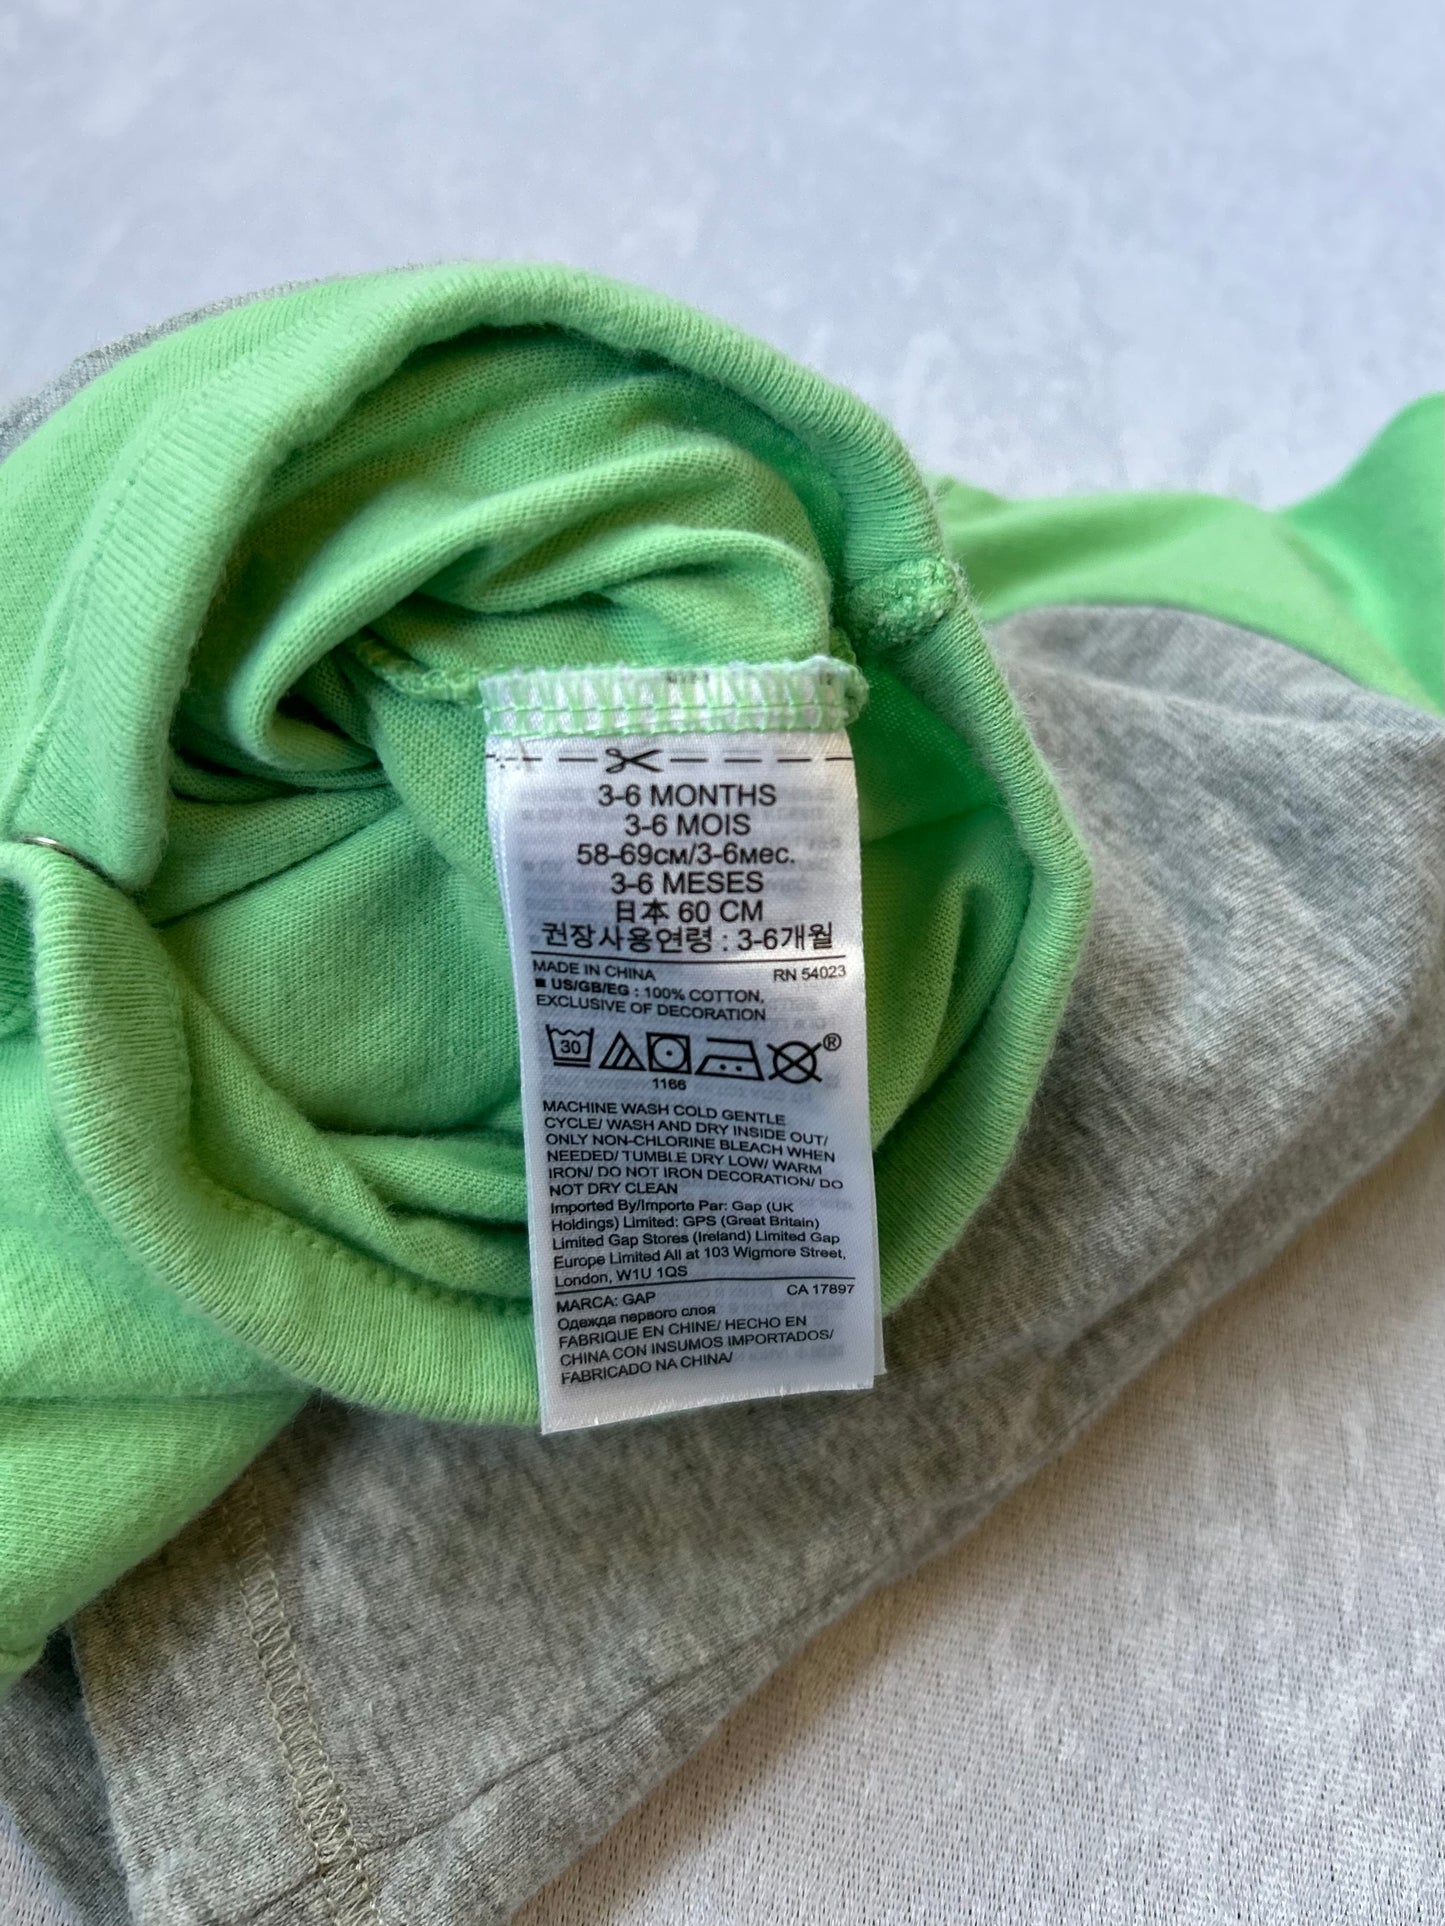 3-6 MONTHS
3-6 MOIS
58-69см/3-6мес.
3-6 MESES
日本 60 CM
권장사용연령 : 3-6개월
MADE IN CHINA RN 54023
■ US/GB/EG : 100% COTTON,
EXCLUSIVE OF DECORATION
30 ®
1166
MACHINE WASH COLD GENTLE
CYCLE/ WASH AND DRY INSIDE OUT/
ONLY NON-CHLORINE BLEACH WHEN
NEEDED/ TUMBLE DRY LOW/ WARM
IRON/ DO NOT IRON DECORATION/ DO
NOT DRY CLEAN
Imported By/Importe Par: Gap (UK
Holdings) Limited: GPS (Great Britain)
Limited Gap Stores (Ireland) Limited Gap
Europe Limited All at 103 Wigmore Street,
London, W1U 1QS
MARCA: GAP CA 17897
Одежда первого слоя
FABRIQUE EN CHINE/ HECHO EN
CHINA CON INSUMOS IMPORTADOS/
FABRICADO NA CHINA/